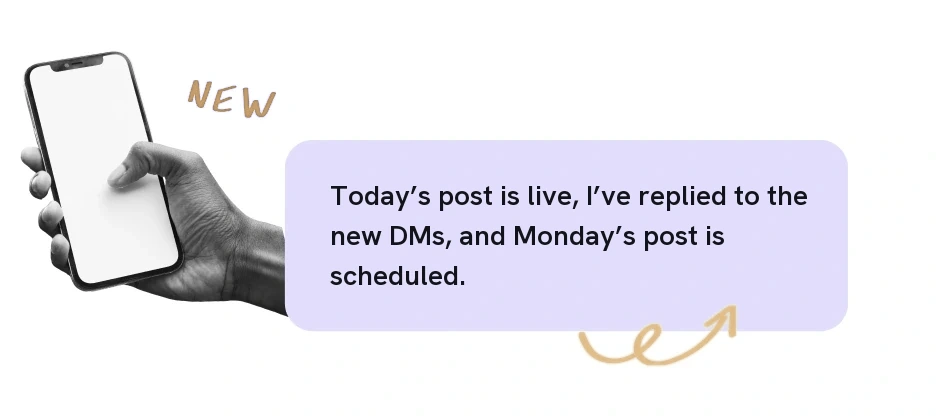 NEW
Today’s post is live, I’ve replied to the
new DMs, and Monday’s post is
scheduled.